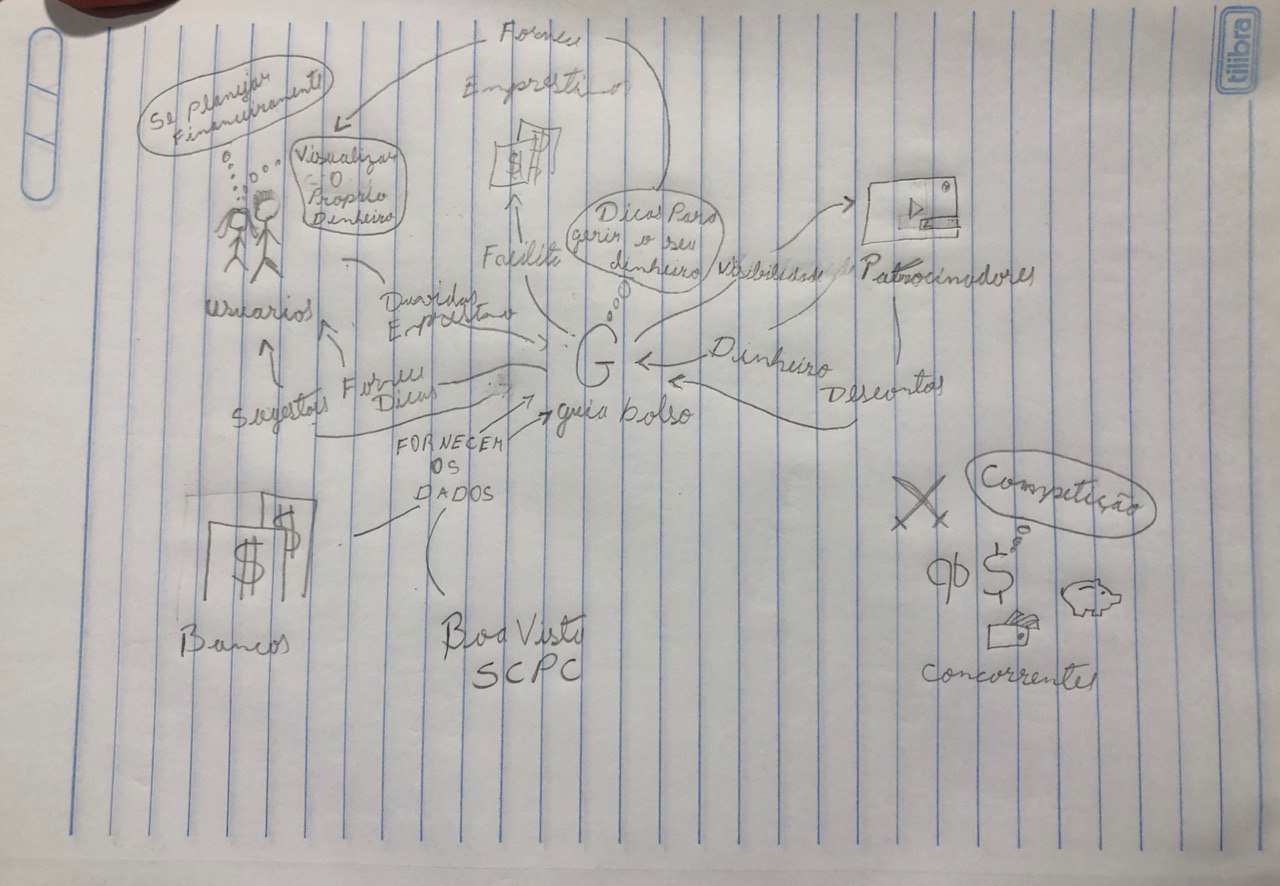 Fornece
Empréstimo
Se Planejar
Financeiramente
Visualizar
O
Próprio
Dinheiro
$
Dicas Para
gerir o seu
dinheiro
Facilita
Visibilidade
Patrocinadores
Usuarios
Duvidas
Emprestimo
G
guia bolso
Dinheiro
Descontos
Fornece
Dicas
Sugestões
FORNECEM
OS
DADOS
$ $
Bancos
Boa Vista
SCPC
Competição
$
Concorrentes
tilibra